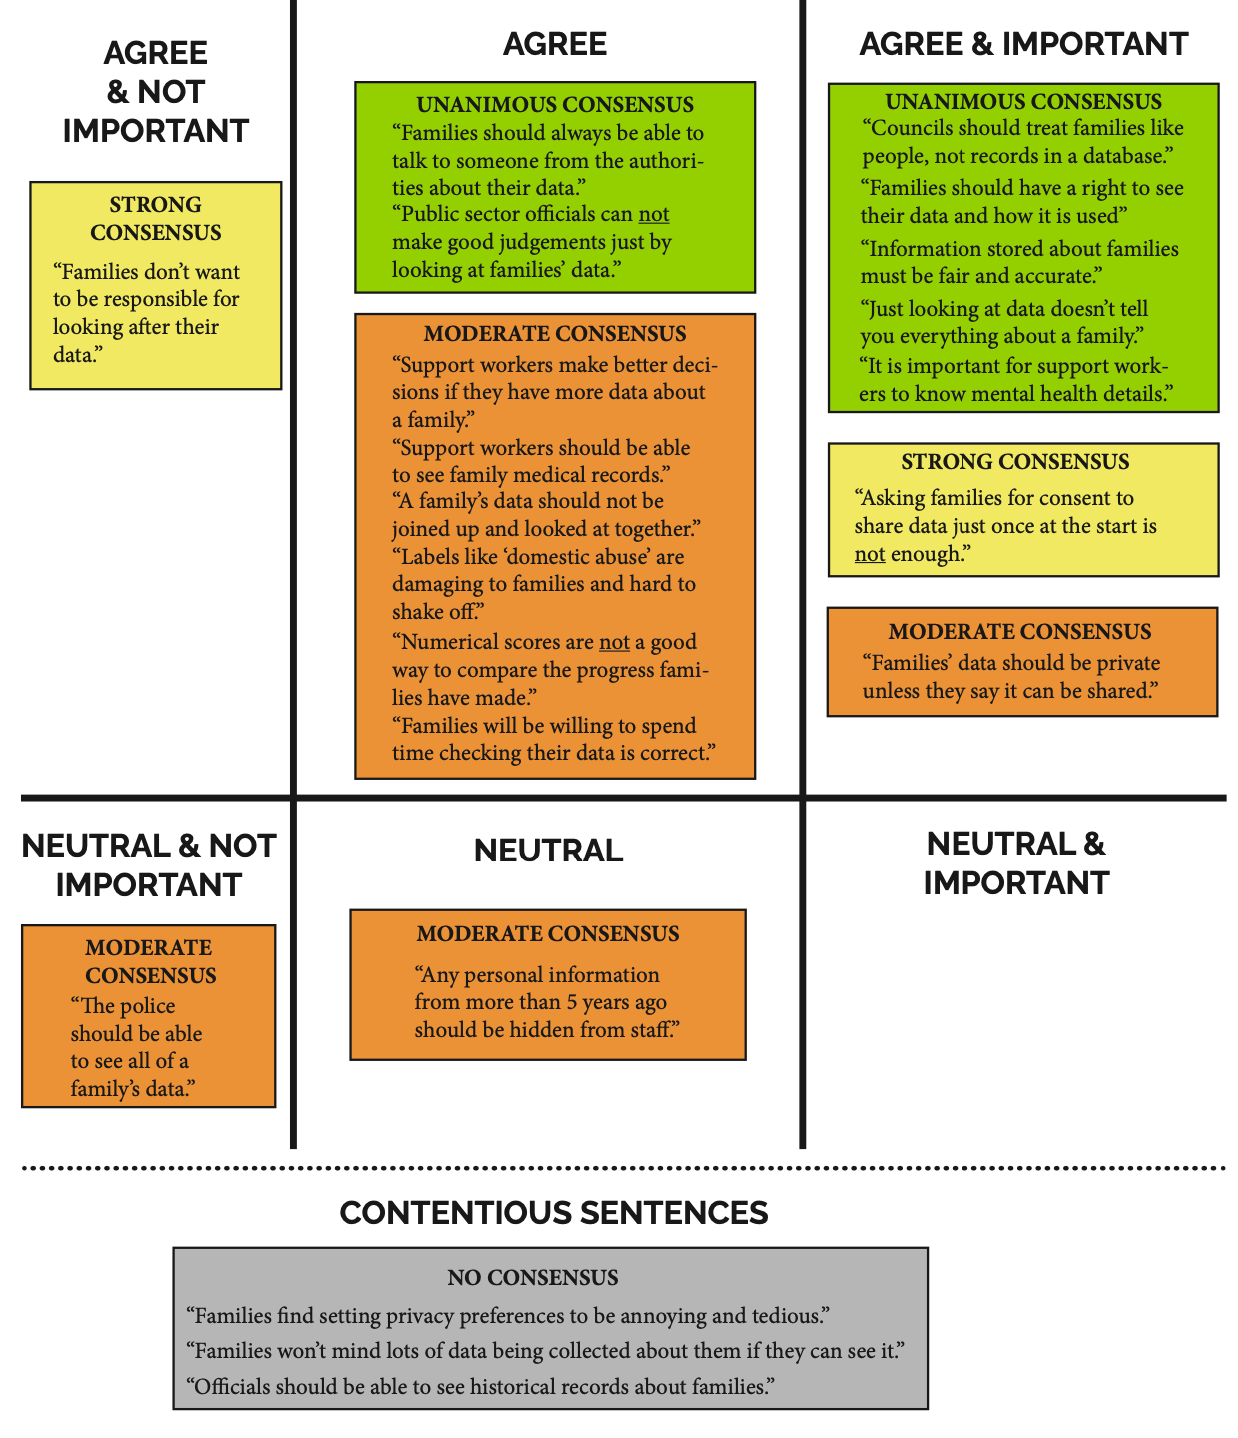 AGREE
& NOT
IMPORTANT
STRONG
CONSENSUS
“Families don’t want
to be responsible for
looking after their
data.”
AGREE
UNANIMOUS CONSENSUS
“Families should always be able to
talk to someone from the authori-
ties about their data.”
“Public sector officials can not
make good judgements just by
looking at families’ data.”
MODERATE CONSENSUS
“Support workers make better deci-
sions if they have more data about
a family.”
“Support workers should be able
to see family medical records.”
“A family’s data should not be
joined up and looked at together.”
“Labels like ‘domestic abuse’ are
damaging to families and hard to
shake off.”
“Numerical scores are not a good
way to compare the progress fami-
lies have made.”
“Families will be willing to spend
time checking their data is correct.”
AGREE & IMPORTANT
UNANIMOUS CONSENSUS
“Councils should treat families like
people, not records in a database.”
“Families should have a right to see
their data and how it is used”
“Information stored about families
must be fair and accurate.”
“Just looking at data doesn’t tell
you everything about a family.”
“It is important for support work-
ers to know mental health details.”
STRONG CONSENSUS
“Asking families for consent to
share data just once at the start is
not enough.”
MODERATE CONSENSUS
“Families’ data should be private
unless they say it can be shared.”
NEUTRAL & NOT
IMPORTANT
MODERATE
CONSENSUS
“The police
should be able
to see all of a
family’s data.”
NEUTRAL
MODERATE CONSENSUS
“Any personal information
from more than 5 years ago
should be hidden from staff.”
NEUTRAL &
IMPORTANT
CONTENTIOUS SENTENCES
NO CONSENSUS
“Families find setting privacy preferences to be annoying and tedious.”
“Families won’t mind lots of data being collected about them if they can see it.”
“Officials should be able to see historical records about families.”